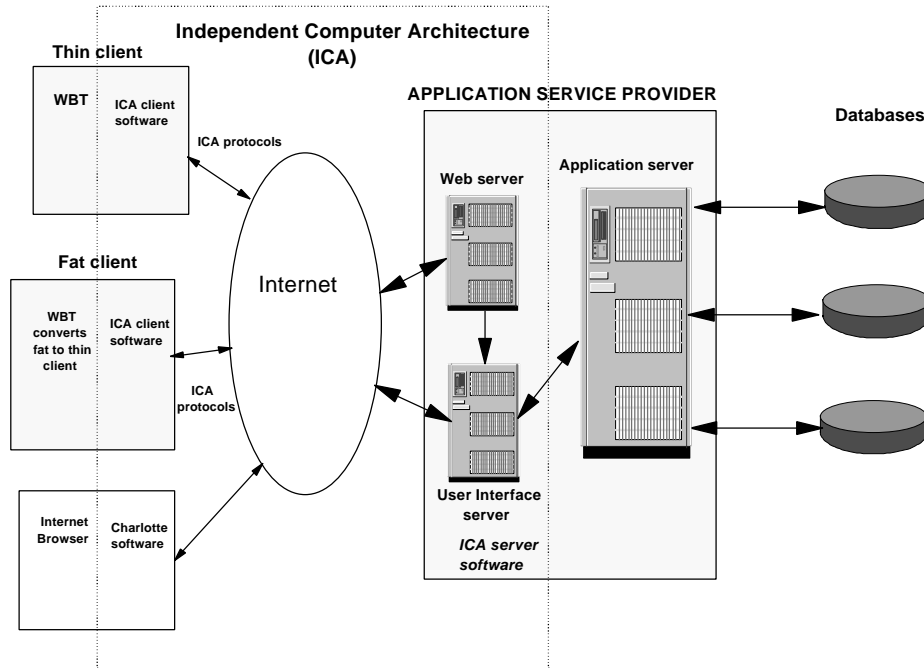 Independent Computer Architecture
(ICA)
Thin client
WBT
ICA client
software
ICA protocols
APPLICATION SERVICE PROVIDER
Databases
Web server
Application server
Fat client
WBT
converts
fat to thin
client
ICA client
software
ICA
protocols
Internet
User Interface
server
ICA server
software
Internet
Browser
Charlotte
software